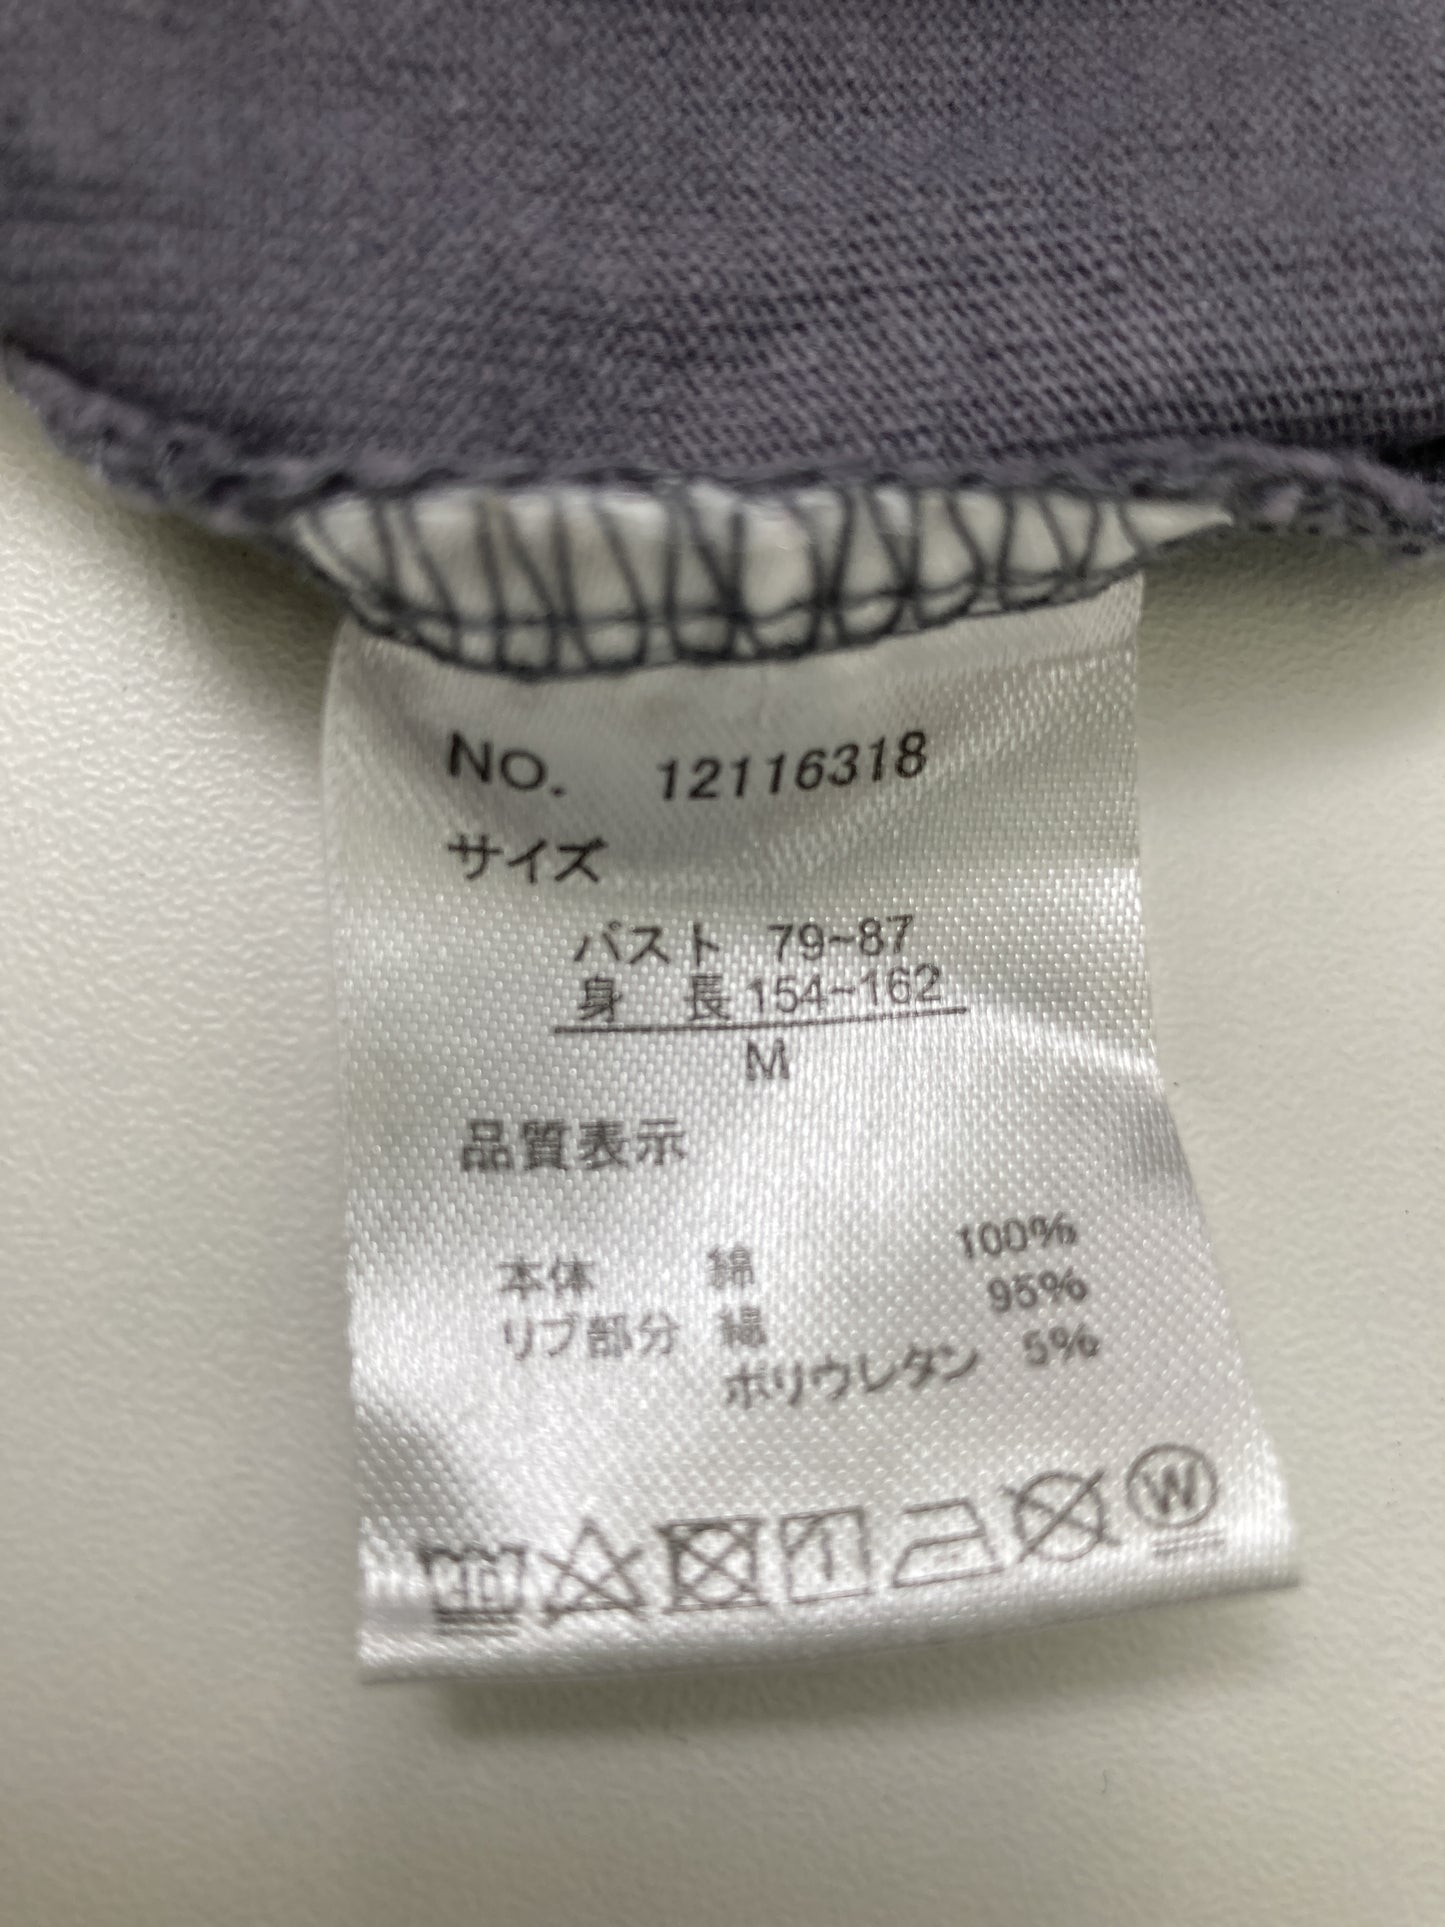 NO. 12116318
サイズ
バスト 79~87
身 長 154~162
M
品質表示
本体 綿 100%
リブ部分 綿 95%
ポリウレタン 5%
W